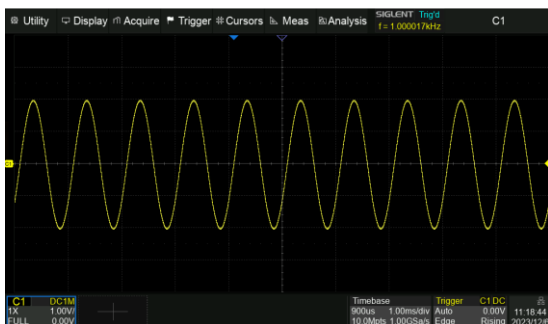 Utility Display Acquire Trigger Cursors Meas Analysis
SIGLENT Trig'd
f = 1.000017kHz
C1
C1
C1 DC1M
1X 1.00V/
FULL 0.00V
Timebase
900us 1.00ms/div
10.0Mpts 1.00GSa/s
Trigger C1 DC
Auto 0.00V
Edge Rising
11:18:44